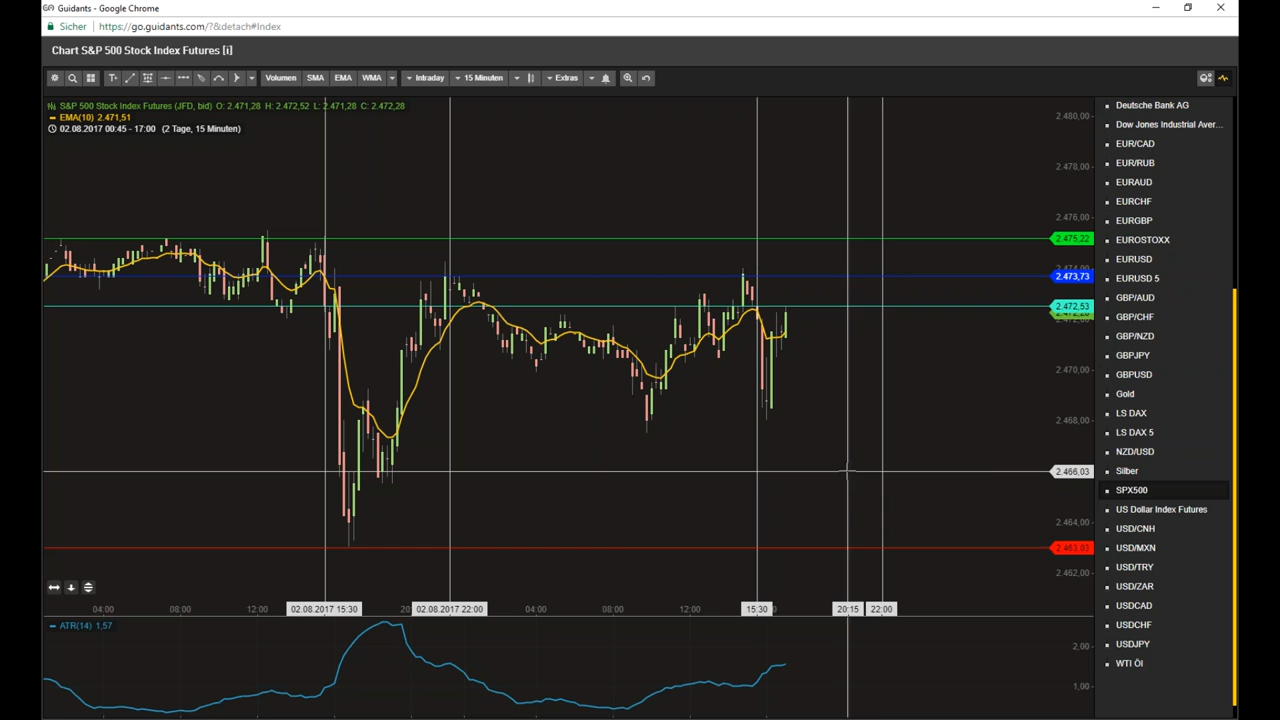 Guidants - Google Chrome
Sicher https://go.guidants.com/?&detach#Index
Chart S&P 500 Stock Index Futures [i]
Volumen SMA EMA WMA Intraday 15 Minuten Extras
S&P 500 Stock Index Futures (JFD, bid) O: 2.471,28 H: 2.472,52 L: 2.471,28 C: 2.472,28
EMA(10) 2.471,51
02.08.2017 00:45 - 17:00 (2 Tage, 15 Minuten)
2.480,00
2.478,00
2.476,00
2.475,22
2.474,00
2.473,73
2.472,53
2.470,00
2.468,00
2.466,03
2.464,00
2.463,03
2.462,00
04:00 08:00 12:00 02.08.2017 15:30 02.08.2017 22:00 04:00 08:00 12:00 15:30 20:15 22:00
ATR(14) 1,57
2,00
1,00
Deutsche Bank AG
Dow Jones Industrial Aver...
EUR/CAD
EUR/RUB
EURAUD
EURCHF
EURGBP
EUROSTOXX
EURUSD
EURUSD 5
GBP/AUD
GBP/CHF
GBP/NZD
GBPJPY
GBPUSD
Gold
LS DAX
LS DAX 5
NZD/USD
Silber
SPX500
US Dollar Index Futures
USD/CNH
USD/MXN
USD/TRY
USD/ZAR
USDCAD
USDCHF
USDJPY
WTI Öl